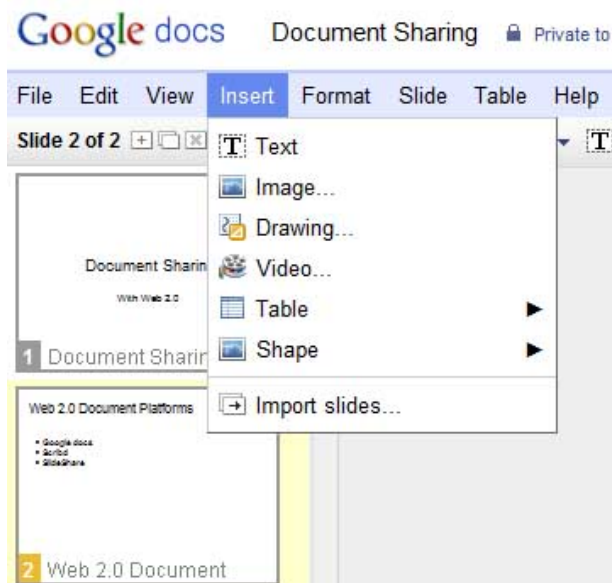 Google docs Document Sharing Private to
File Edit View Insert Format Slide Table Help
Slide 2 of 2 T
T Text
Image...
Drawing...
Video...
Table
Shape
Import slides...
Document Sharin
With Web 2.0
1 Document Sharin
Web 2.0 Document Platforms
Google docs
Scribd
SlideShare
2 Web 2.0 Document